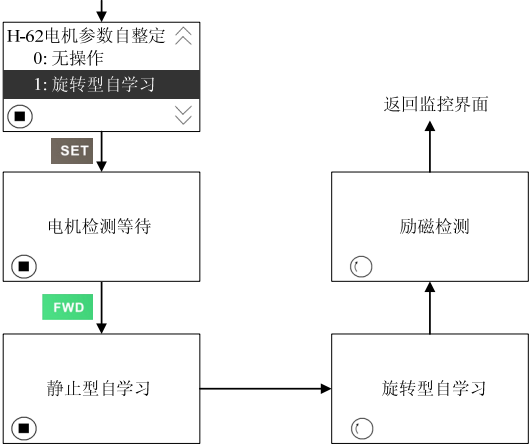 H-62电机参数自整定
0: 无操作
1: 旋转型自学习
SET
电机检测等待
FWD
静止型自学习
旋转型自学习
励磁检测
返回监控界面